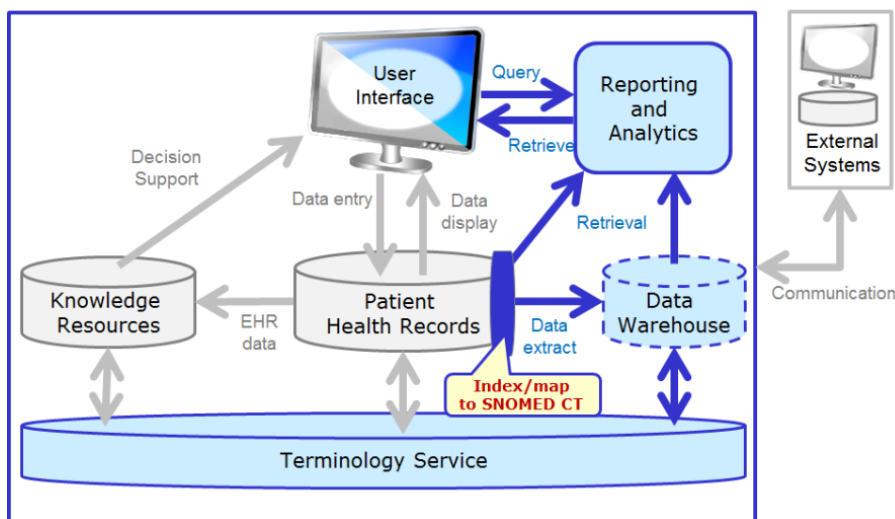 User
Interface
Query
Retrieve
Reporting
and
Analytics
External
Systems
Decision
Support
Data entry
Data
display
Retrieval
Knowledge
Resources
EHR
data
Patient
Health Records
Data
extract
Data
Warehouse
Communication
Index/map
to SNOMED CT
Terminology Service